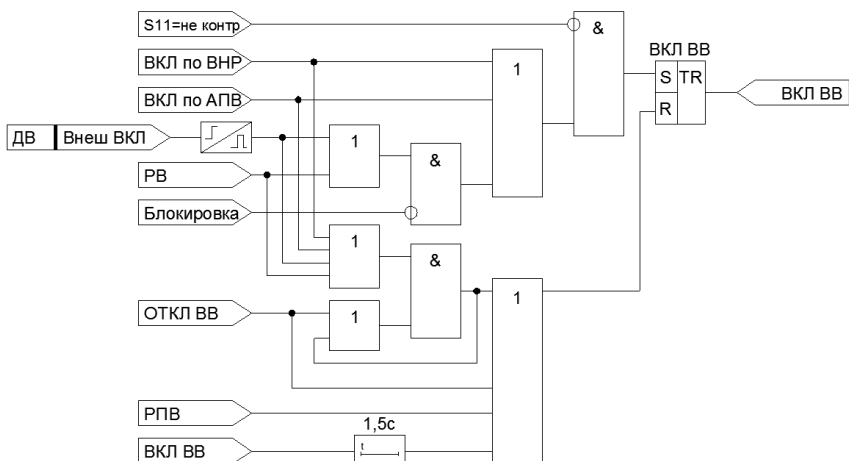 S11=не контр
&
ВКЛ ВВ
ВКЛ по ВНР
1
S TR
ВКЛ по АПВ
ВКЛ ВВ
R
ДВ Внеш ВКЛ
1
&
РВ
Блокировка
1
&
1
ОТКЛ ВВ
1
РПВ
1,5с
ВКЛ ВВ
t